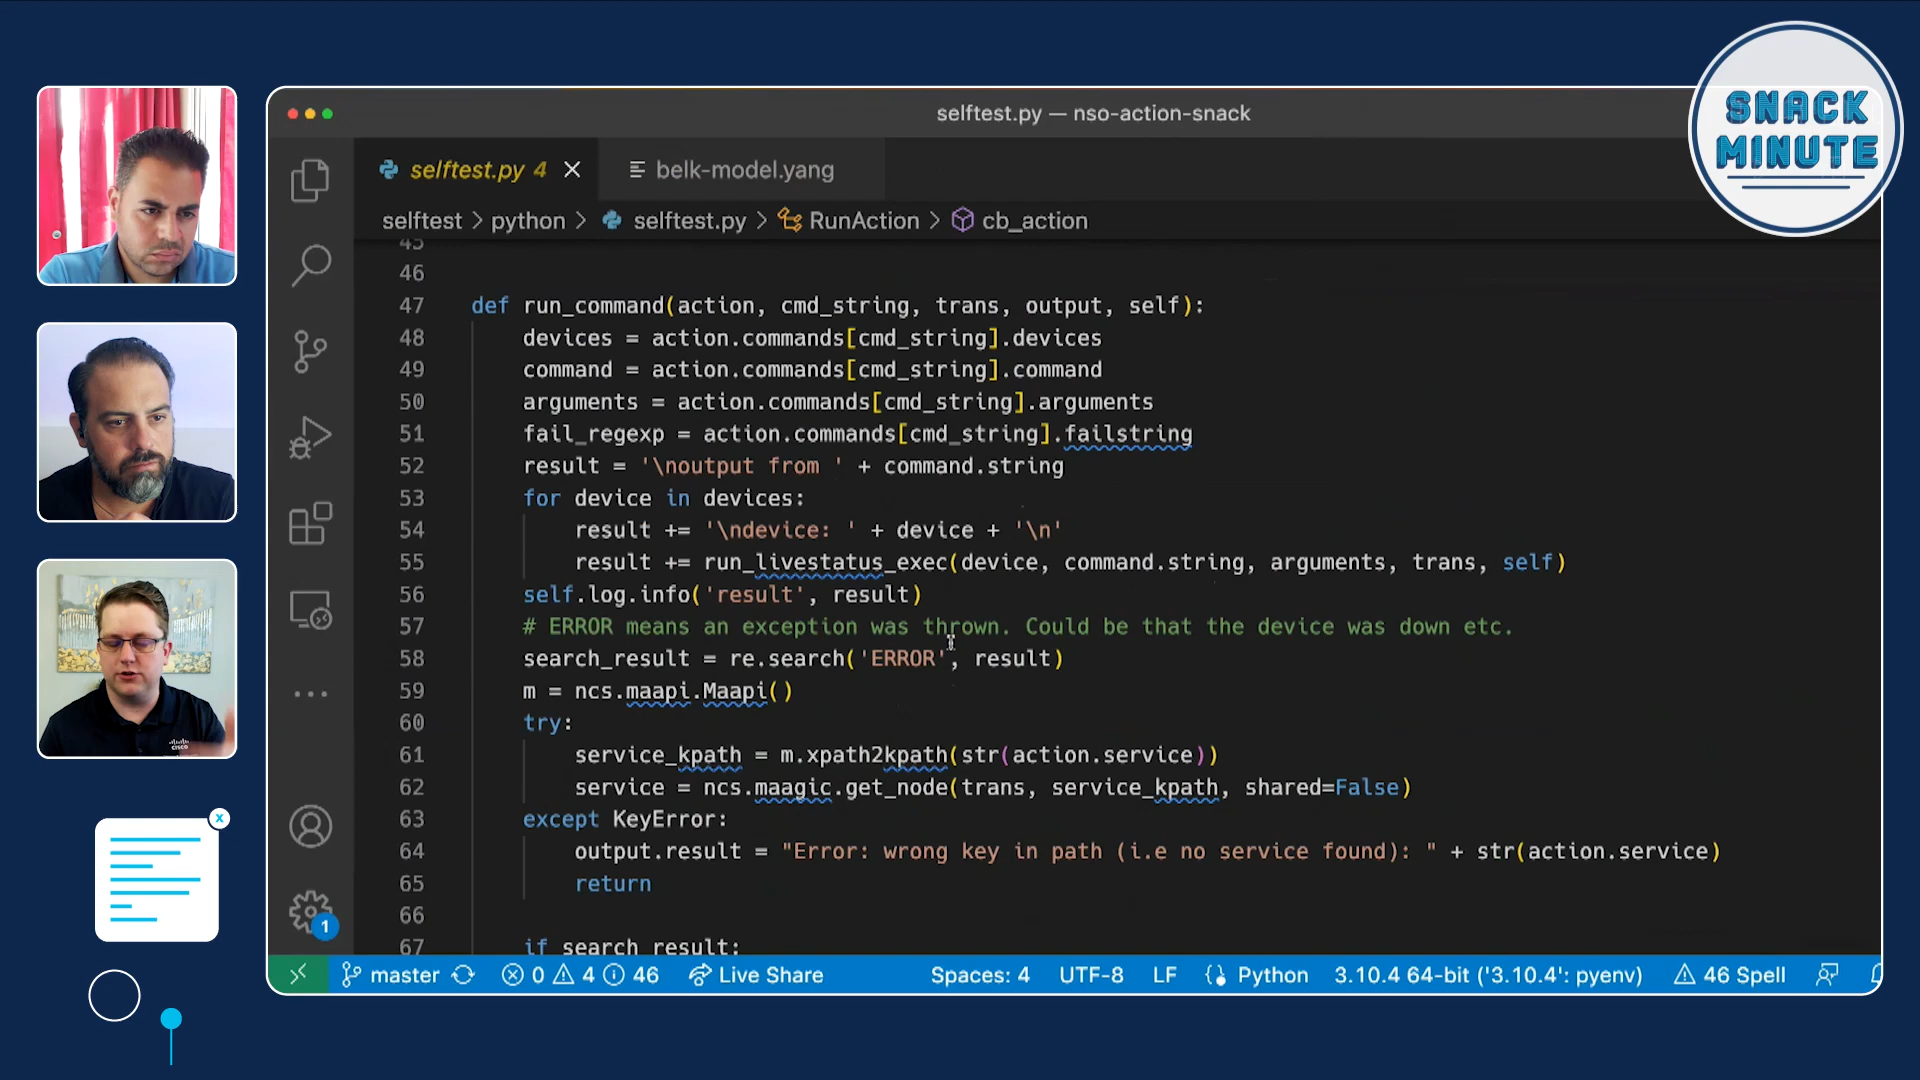 SNACK
MINUTE
selftest.py — nso-action-snack
selftest.py 4
belk-model.yang
selftest > python > selftest.py > RunAction > cb_action
45
46
47 def run_command(action, cmd_string, trans, output, self):
48 devices = action.commands[cmd_string].devices
49 command = action.commands[cmd_string].command
50 arguments = action.commands[cmd_string].arguments
51 fail_regexp = action.commands[cmd_string].failstring
52 result = '\noutput from ' + command.string
53 for device in devices:
54 result += '\ndevice: ' + device + '\n'
55 result += run_livestatus_exec(device, command.string, arguments, trans, self)
56 self.log.info('result', result)
57 # ERROR means an exception was thrown. Could be that the device was down etc.
58 search_result = re.search('ERROR', result)
59 m = ncs.maapi.Maapi()
60 try:
61 service_kpath = m.xpath2kpath(str(action.service))
62 service = ncs.maagic.get_node(trans, service_kpath, shared=False)
63 except KeyError:
64 output.result = "Error: wrong key in path (i.e no service found): " + str(action.service)
65 return
66
67 if search_result:
1
master 0 4 46 Live Share Spaces: 4 UTF-8 LF Python 3.10.4 64-bit ('3.10.4': pyenv) 46 Spell
CISCO
x